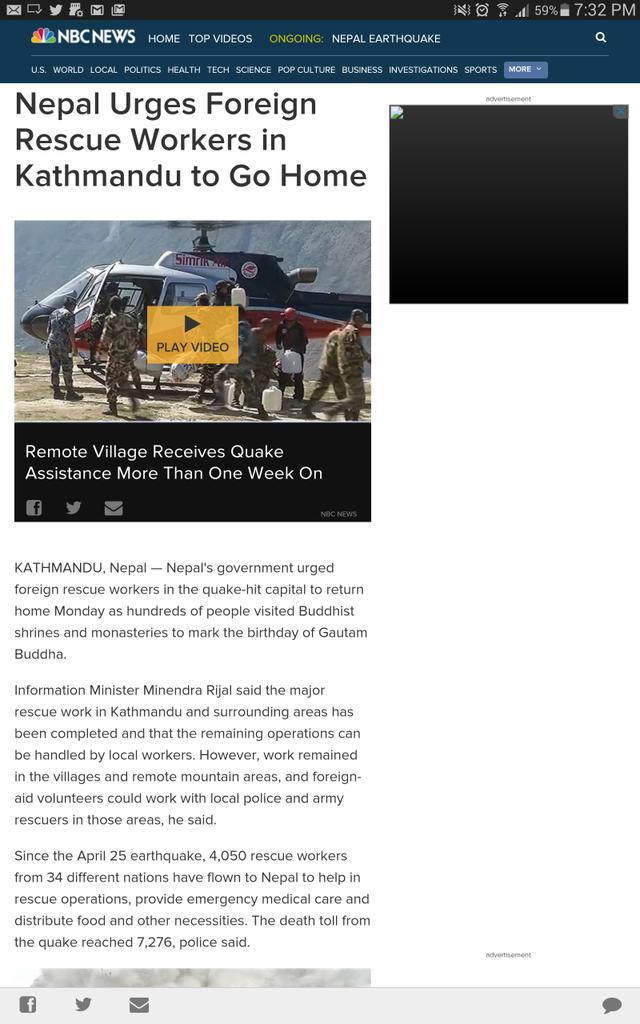 59% 7:32 PM
NBC NEWS HOME TOP VIDEOS ONGOING: NEPAL EARTHQUAKE
U.S. WORLD LOCAL POLITICS HEALTH TECH SCIENCE POP CULTURE BUSINESS INVESTIGATIONS SPORTS MORE
Nepal Urges Foreign
Rescue Workers in
Kathmandu to Go Home
advertisement
Simrik Air
PLAY VIDEO
Remote Village Receives Quake
Assistance More Than One Week On
NBC NEWS
KATHMANDU, Nepal — Nepal's government urged
foreign rescue workers in the quake-hit capital to return
home Monday as hundreds of people visited Buddhist
shrines and monasteries to mark the birthday of Gautam
Buddha.
Information Minister Minendra Rijal said the major
rescue work in Kathmandu and surrounding areas has
been completed and that the remaining operations can
be handled by local workers. However, work remained
in the villages and remote mountain areas, and foreign-
aid volunteers could work with local police and army
rescuers in those areas, he said.
Since the April 25 earthquake, 4,050 rescue workers
from 34 different nations have flown to Nepal to help in
rescue operations, provide emergency medical care and
distribute food and other necessities. The death toll from
the quake reached 7,276, police said.
advertisement